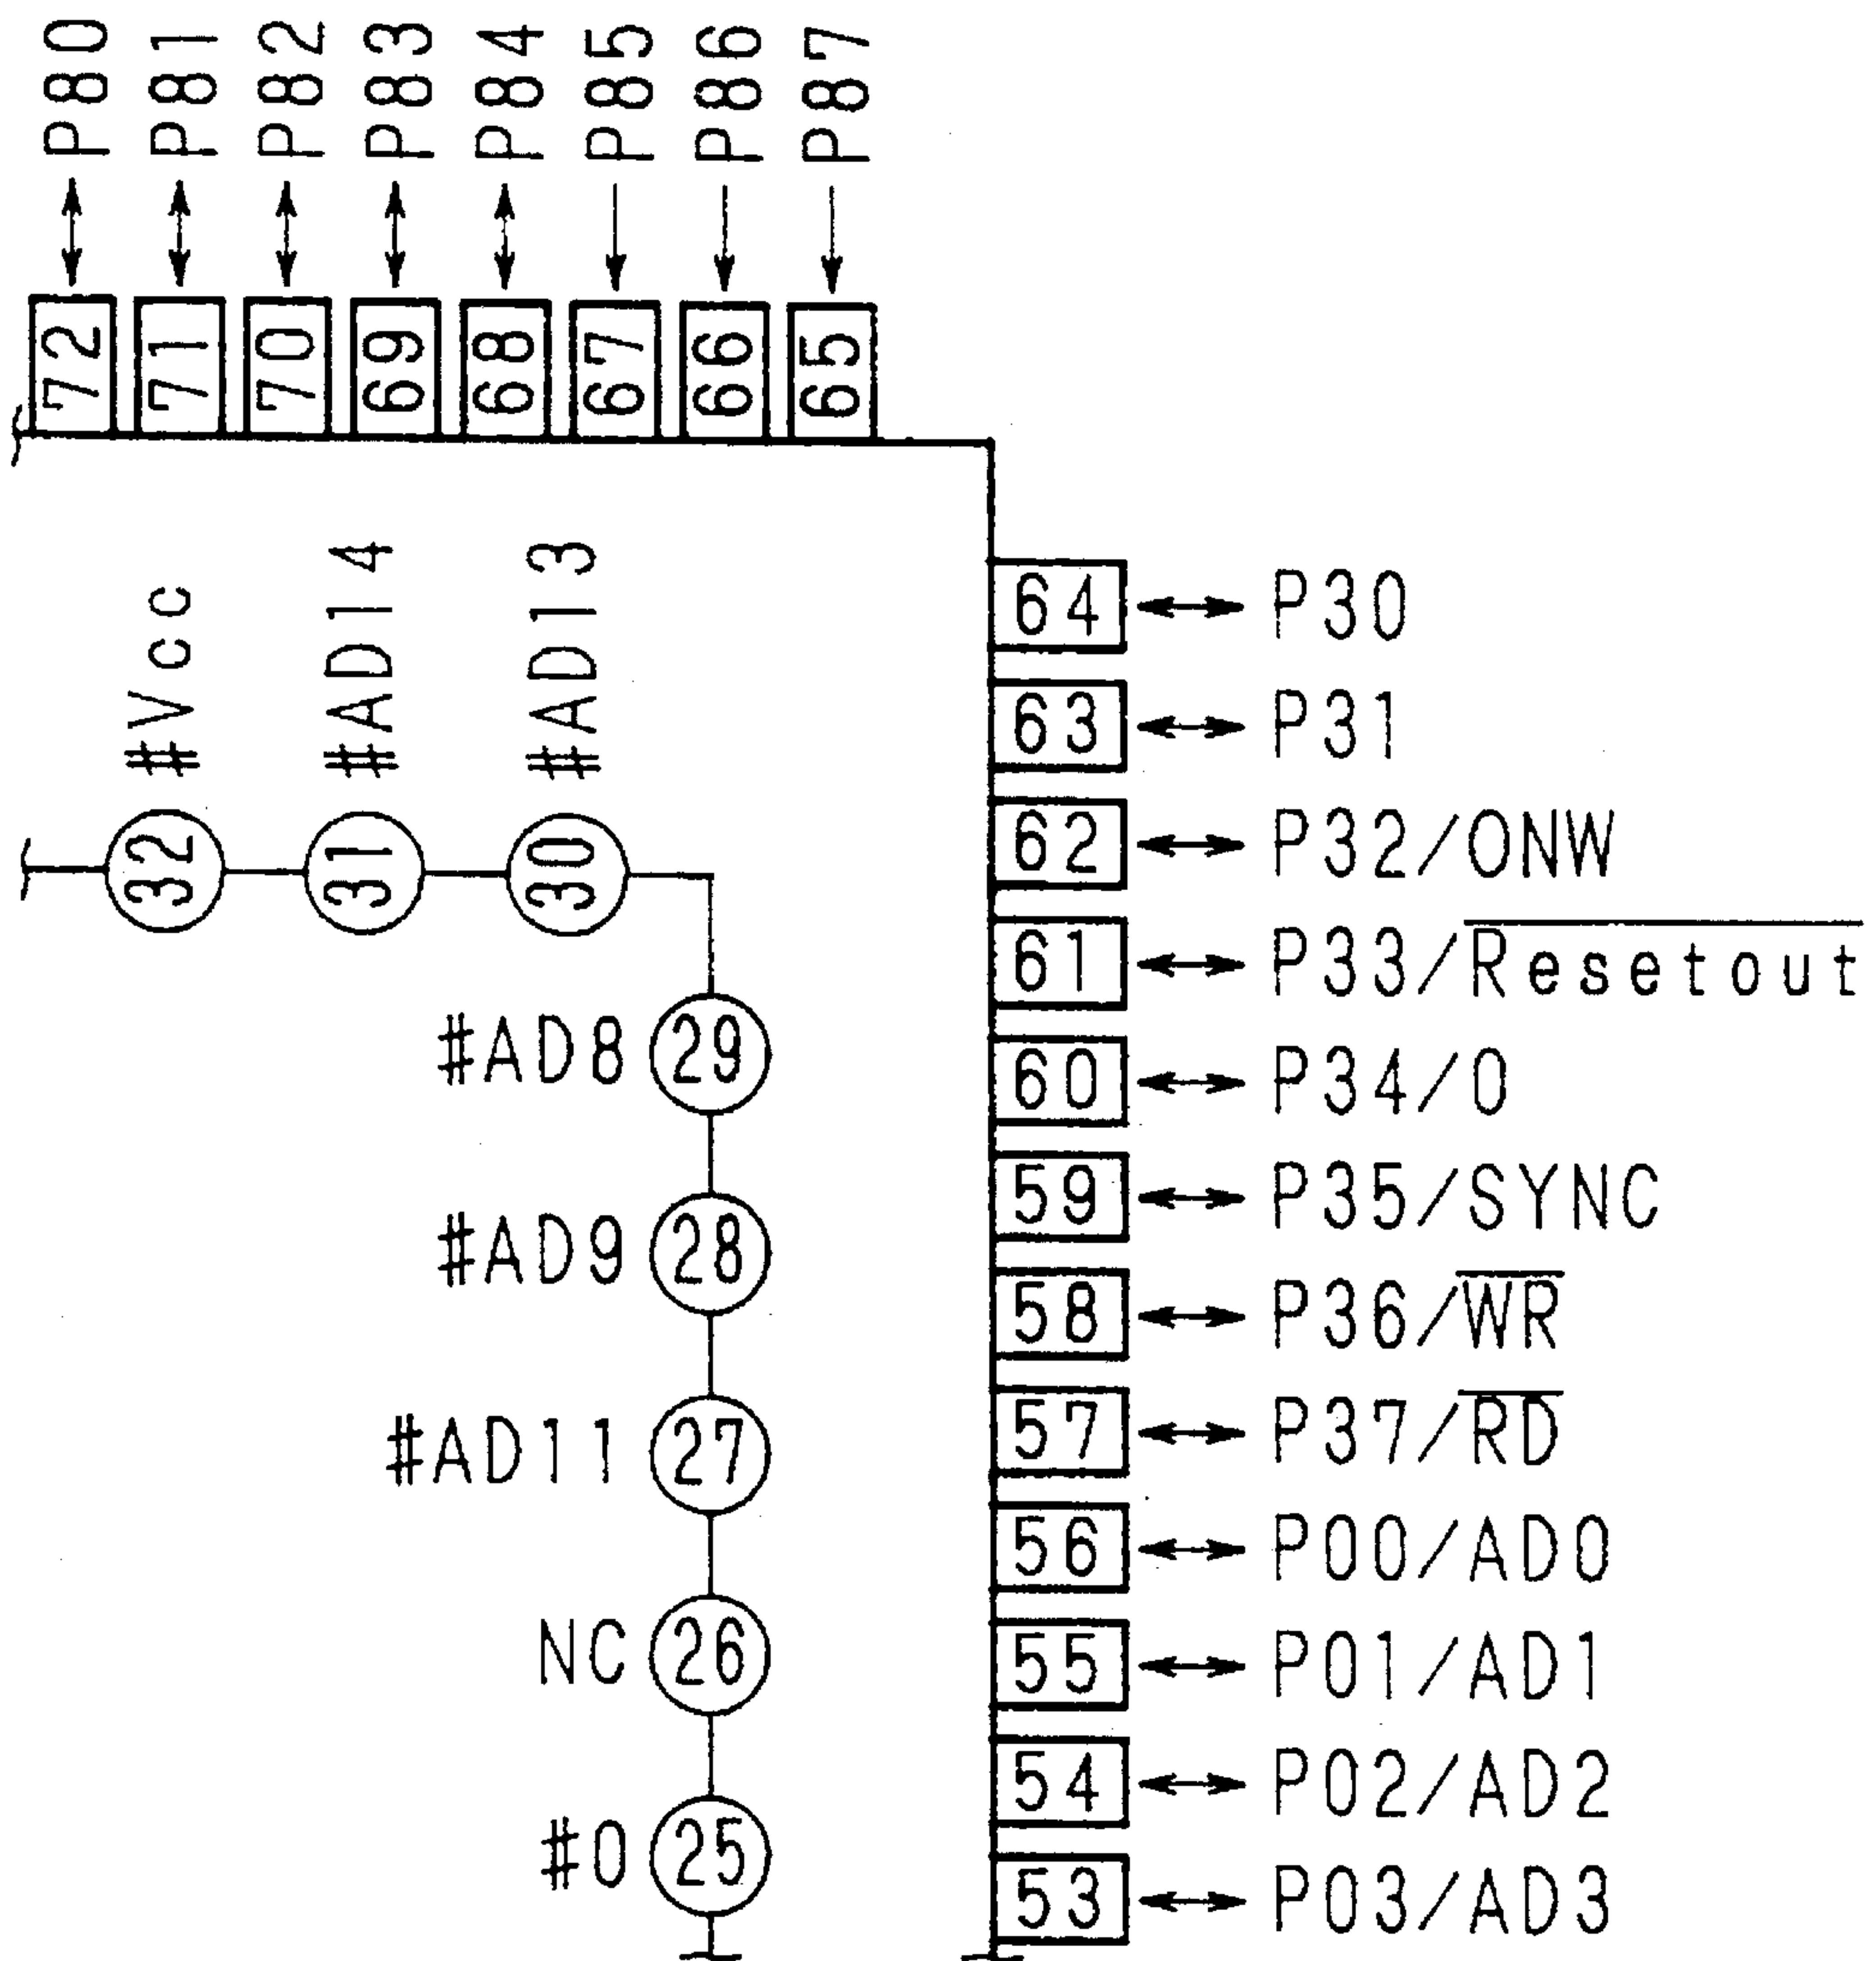 P80
P81
P82
P83
P84
P85
P86
P87
72
71
70
69
68
67
66
65
#Vcc
#AD14
#AD13
32
31
30
64 P30
63 P31
62 P32/ONW
61 P33/Resetout
#AD8 29
60 P34/O
59 P35/SYNC
#AD9 28
58 P36/WR
#AD11 27
57 P37/RD
56 P00/AD0
NC 26
55 P01/AD1
54 P02/AD2
#0 25
53 P03/AD3